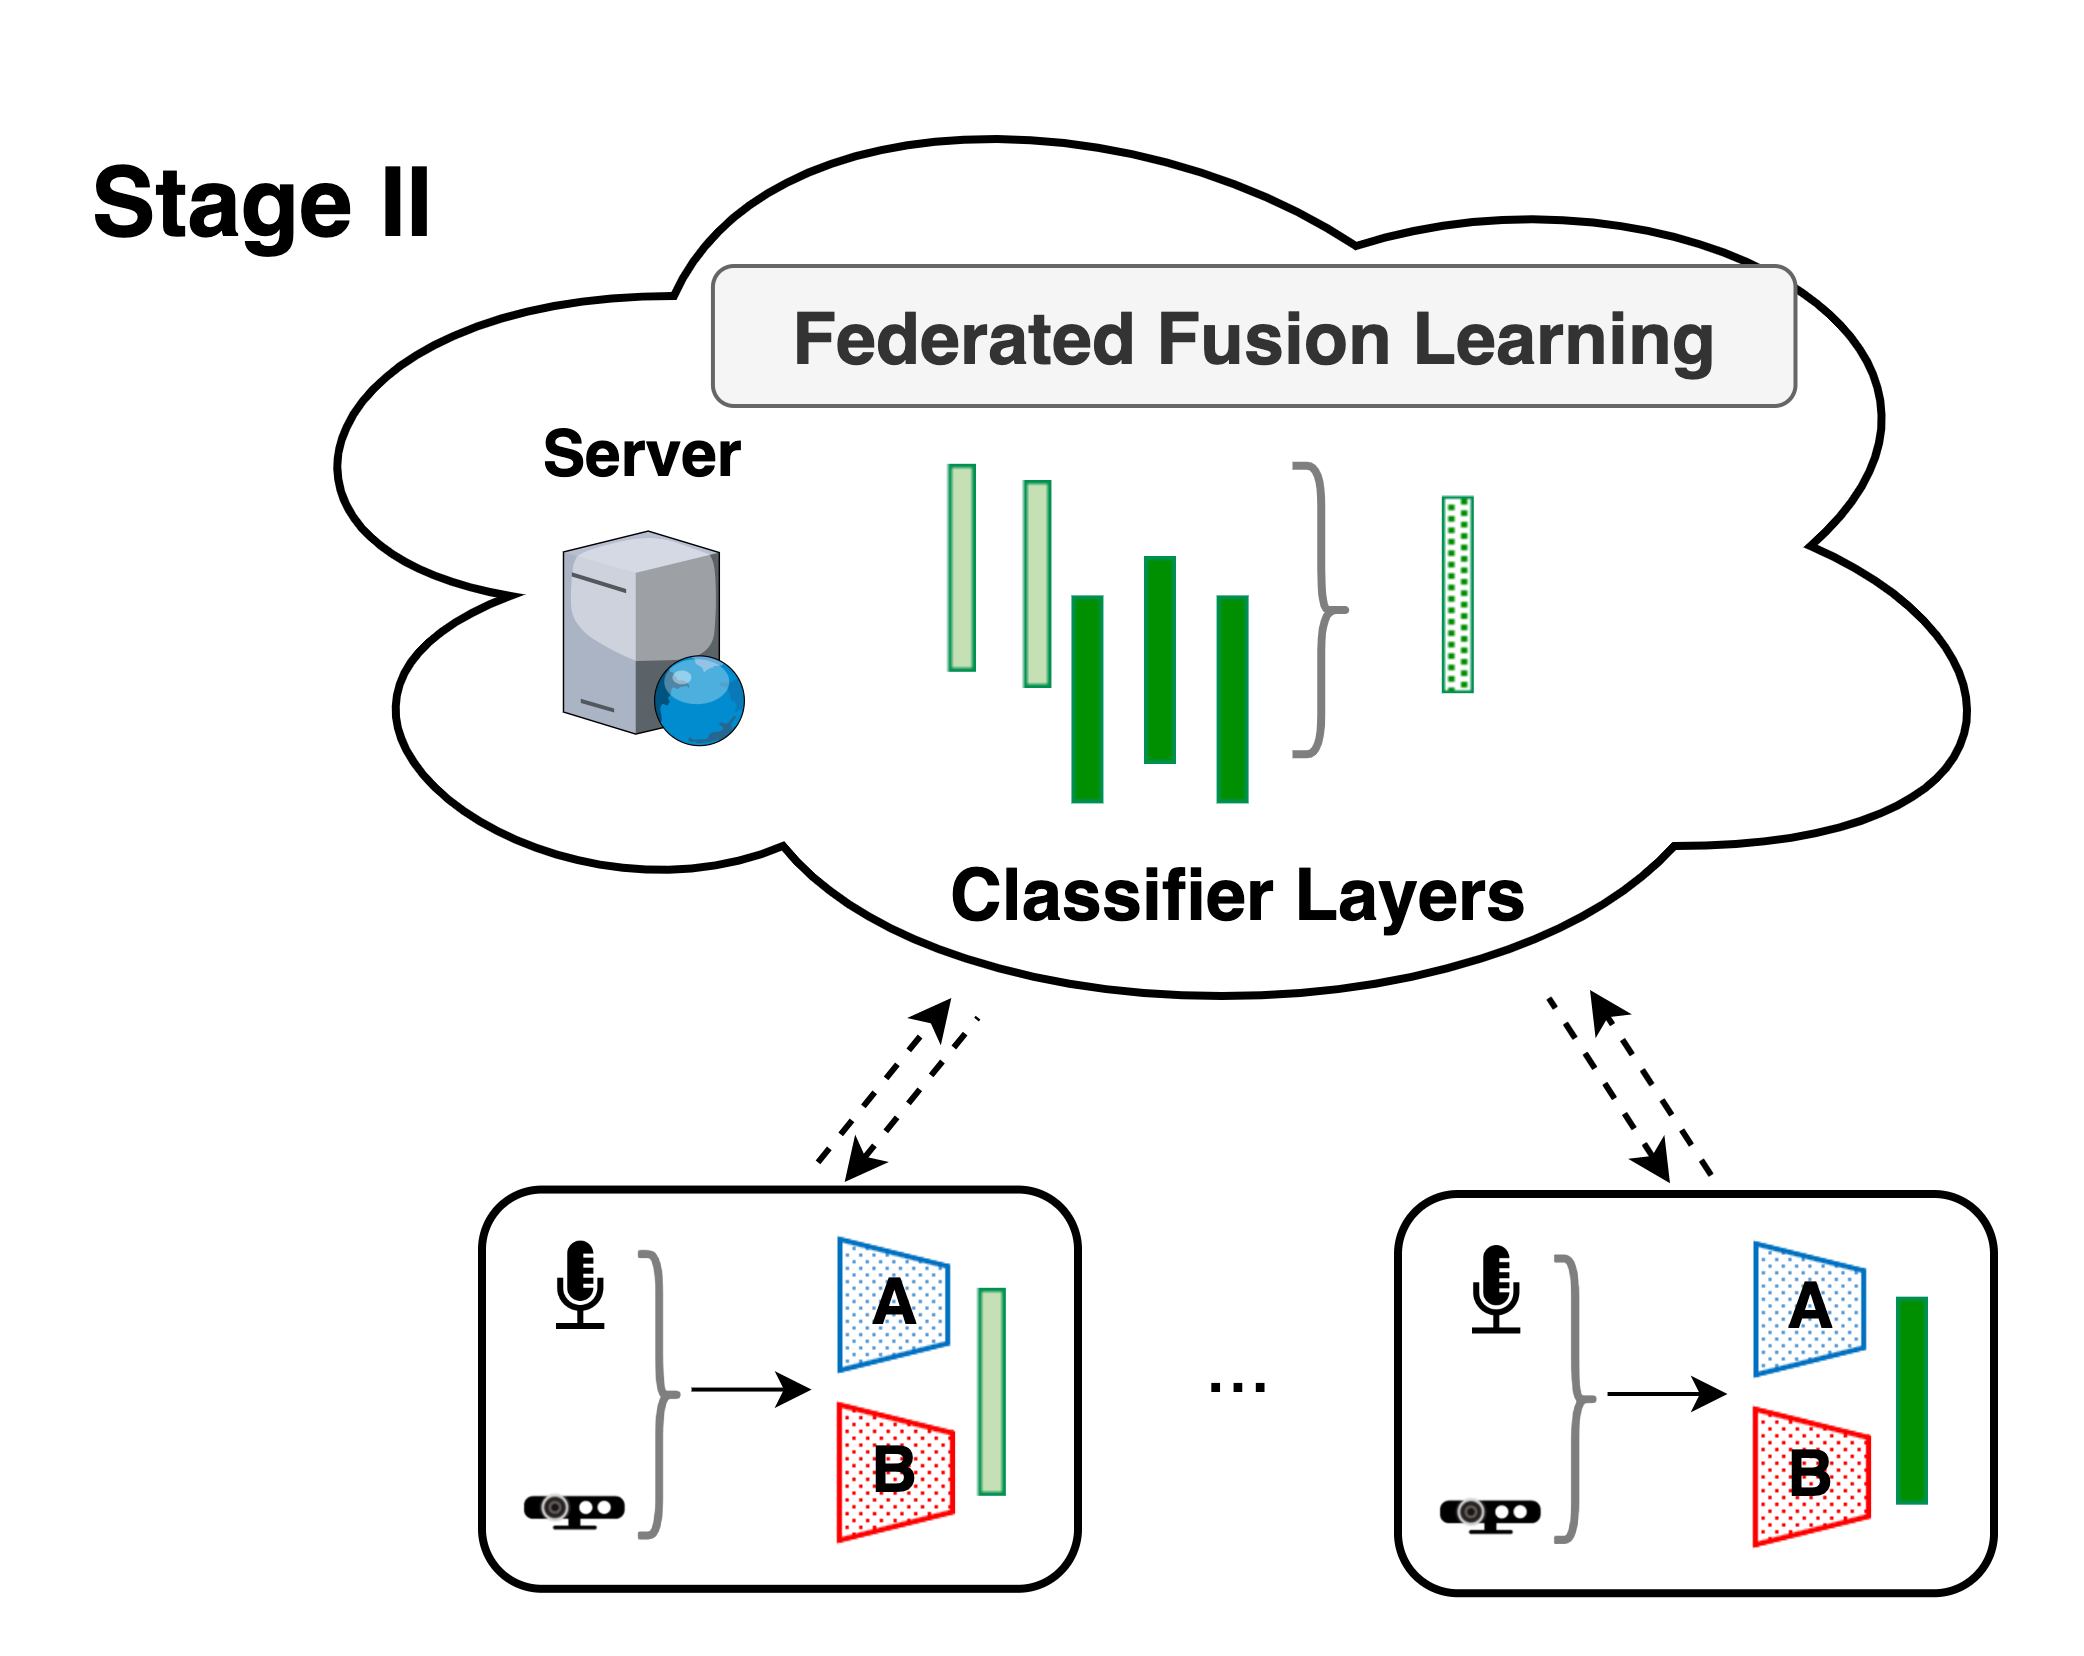 Stage II
Federated Fusion Learning
Server
Classifier Layers
A
B
...
A
B